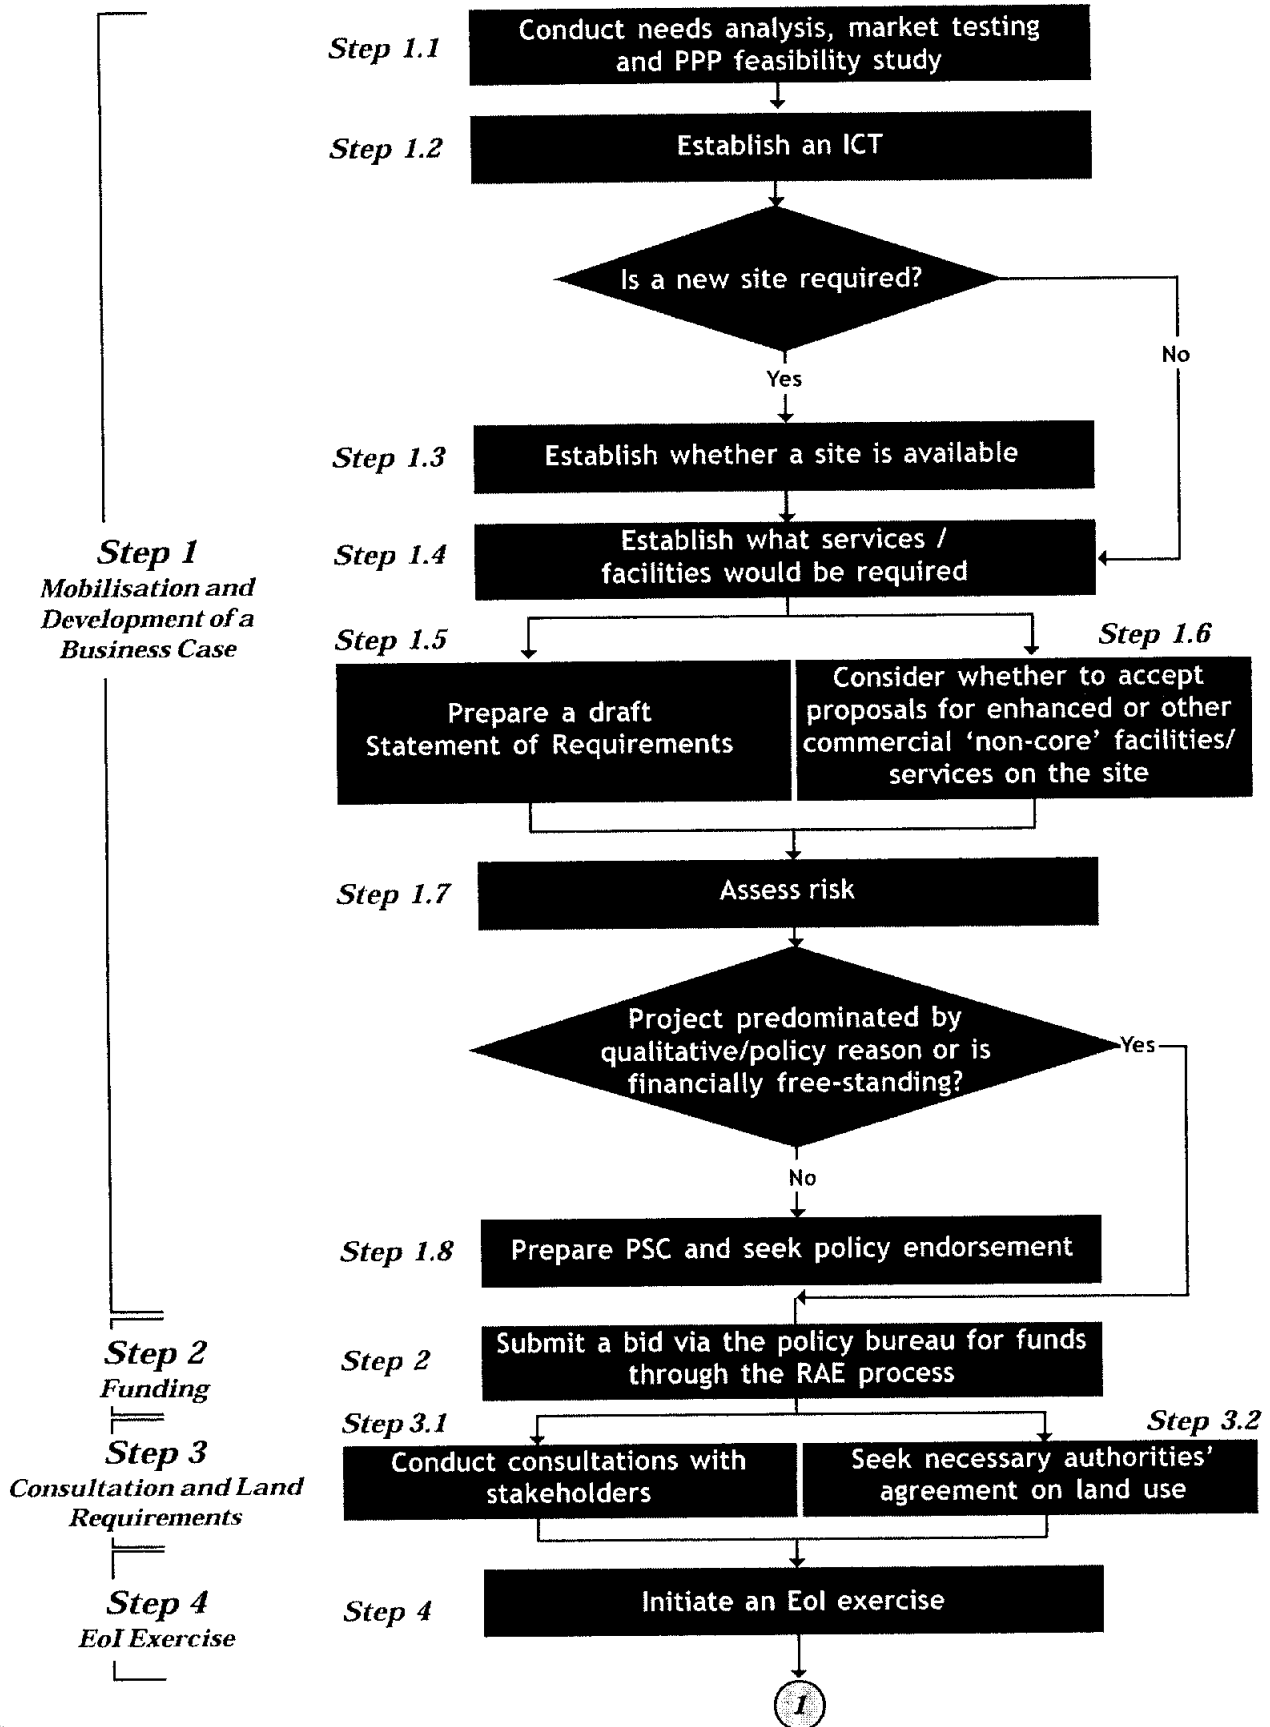 Step 1.1
Conduct needs analysis, market testing
and PPP feasibility study
Step 1.2
Establish an ICT
Is a new site required?
No
Yes
Step 1.3
Establish whether a site is available
Step 1
Mobilisation and
Development of a
Business Case
Step 1.4
Establish what services /
facilities would be required
Step 1.5
Prepare a draft
Statement of Requirements
Step 1.6
Consider whether to accept
proposals for enhanced or other
commercial ‘non-core’ facilities/
services on the site
Step 1.7
Assess risk
Project predominated by
qualitative/policy reason or is
financially free-standing?
Yes
No
Step 1.8
Prepare PSC and seek policy endorsement
Step 2
Funding
Step 2
Submit a bid via the policy bureau for funds
through the RAE process
Step 3
Consultation and Land
Requirements
Step 3.1
Conduct consultations with
stakeholders
Step 3.2
Seek necessary authorities’
agreement on land use
Step 4
EoI Exercise
Step 4
Initiate an EoI exercise
1